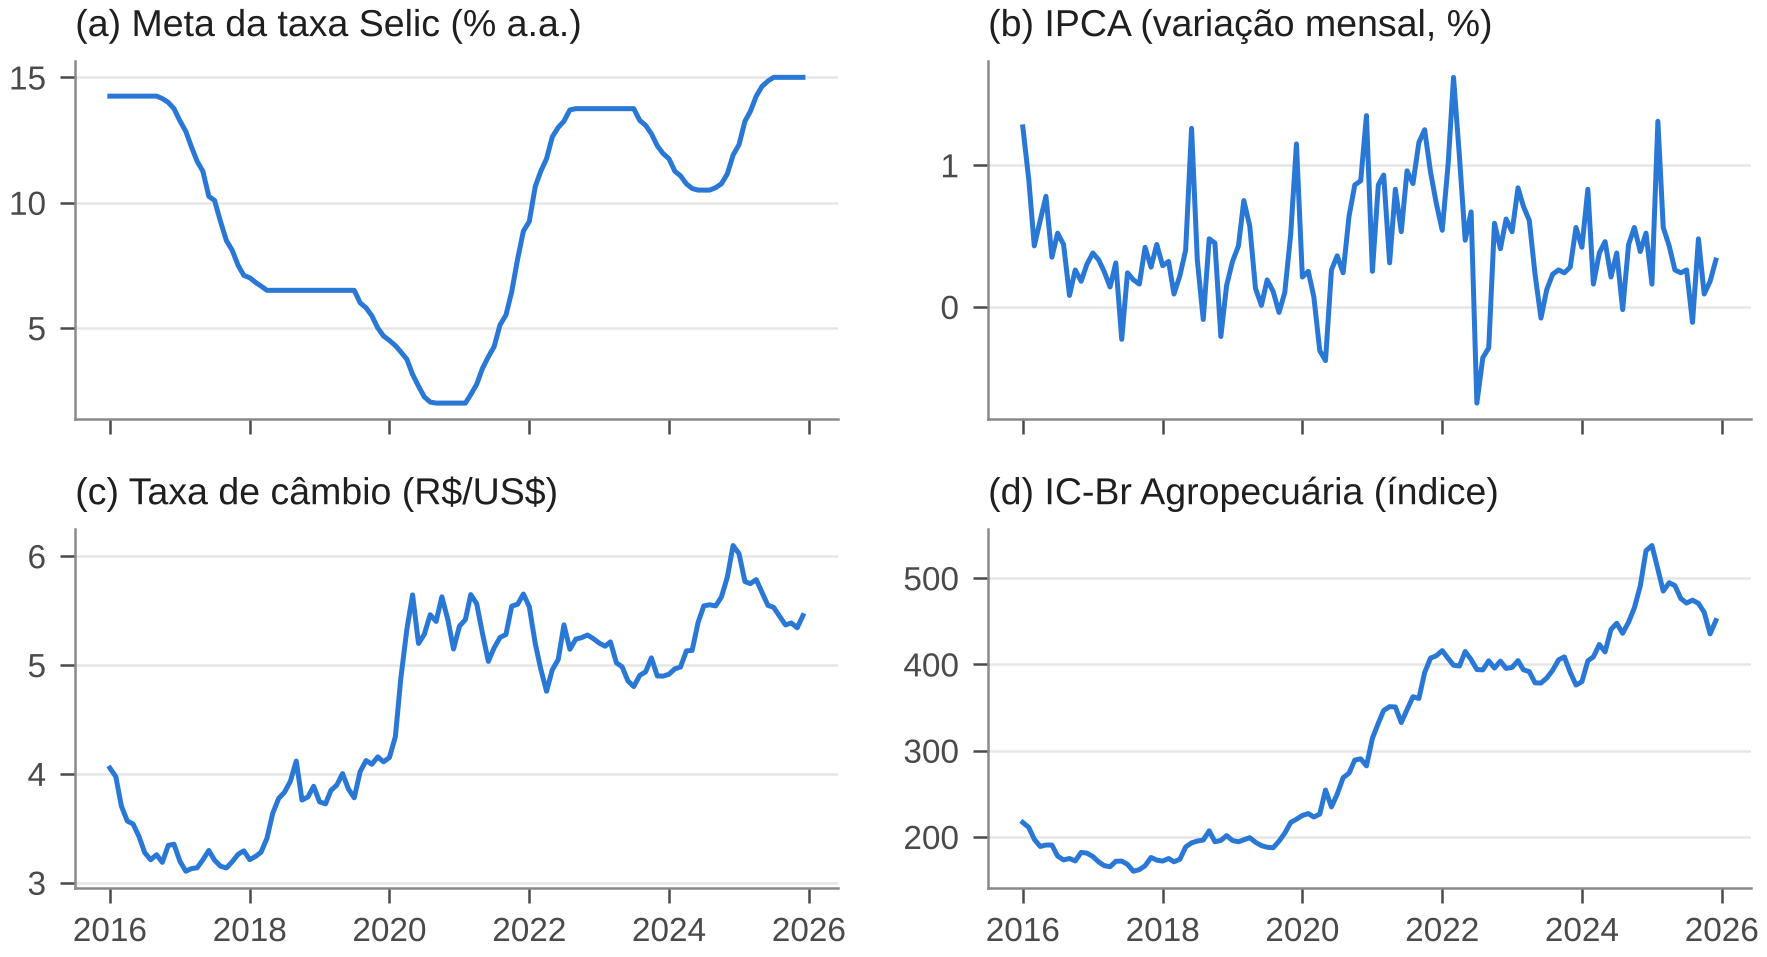 (a) Meta da taxa Selic (% a.a.)
15
10
5
(b) IPCA (variação mensal, %)
1
0
(c) Taxa de câmbio (R$/US$)
6
5
4
3
2016 2018 2020 2022 2024 2026
(d) IC-Br Agropecuária (índice)
500
400
300
200
2016 2018 2020 2022 2024 2026